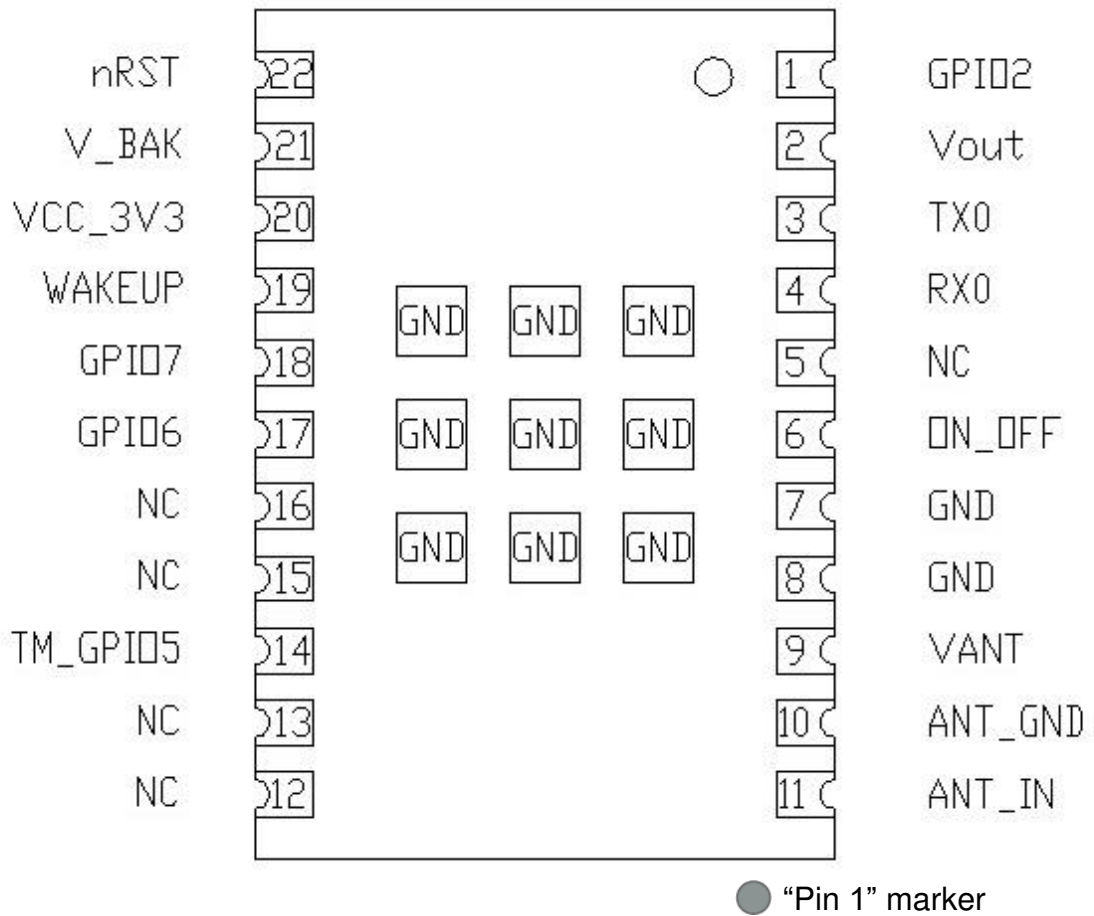 nRST 22 1 GPIO2
V_BAK 21 2 Vout
VCC_3V3 20 3 TX0
WAKEUP 19 4 RX0
GND GND GND
GPIO7 18 5 NC
GPIO6 17 GND GND GND 6 ON_OFF
NC 16 7 GND
GND GND GND
NC 15 8 GND
TM_GPIO5 14 9 VANT
NC 13 10 ANT_GND
NC 12 11 ANT_IN
“Pin 1” marker